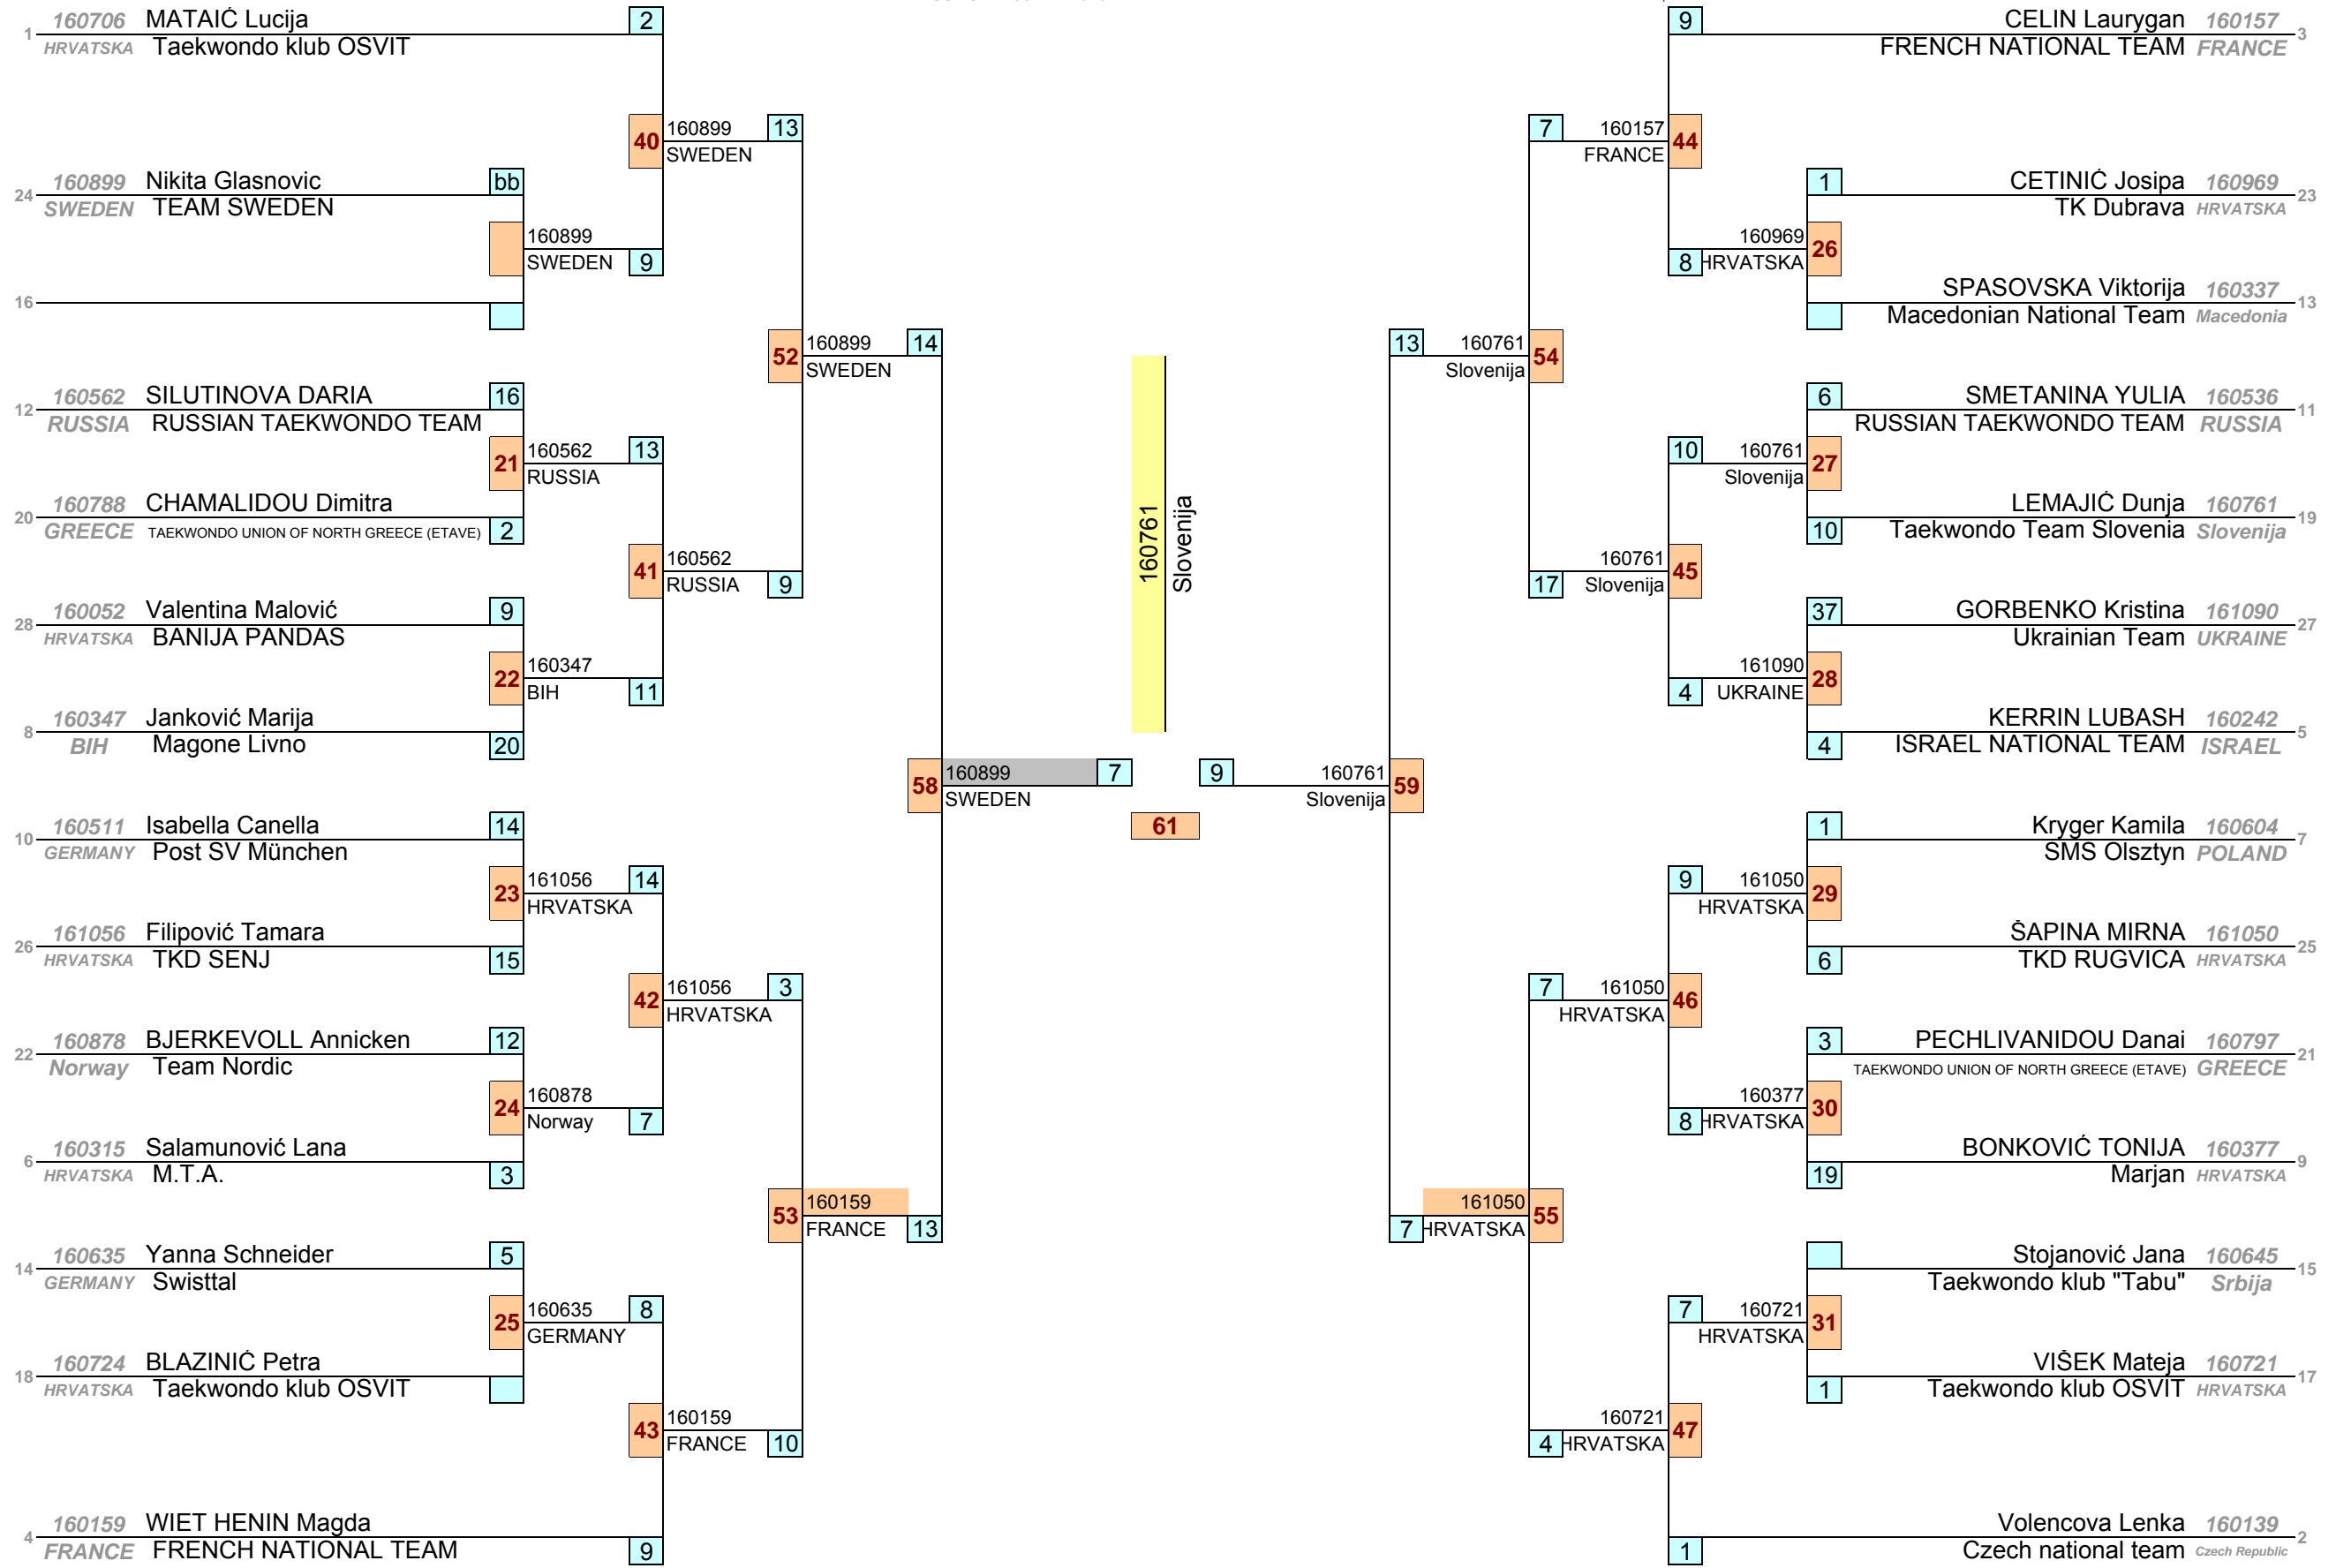 1 160706 MATAIĆ Lucija 2
HRVATSKA Taekwondo klub OSVIT
40 160899 13
SWEDEN
24 160899 Nikita Glasnovic bb
SWEDEN TEAM SWEDEN
160899
SWEDEN 9
16
52 160899 14
SWEDEN
12 160562 SILUTINOVA DARIA 16
RUSSIA RUSSIAN TAEKWONDO TEAM
21 160562 13
RUSSIA
20 160788 CHAMALIDOU Dimitra
GREECE TAEKWONDO UNION OF NORTH GREECE (ETAVE) 2
41 160562
RUSSIA 9
28 160052 Valentina Malović 9
HRVATSKA BANIJA PANDAS
22 160347
BIH 11
8 160347 Janković Marija
BIH Magone Livno 20
58 160899 7
SWEDEN
10 160511 Isabella Canella 14
GERMANY Post SV München
23 161056 14
HRVATSKA
26 161056 Filipović Tamara
HRVATSKA TKD SENJ 15
42 161056 3
HRVATSKA
22 160878 BJERKEVOLL Annicken 12
Norway Team Nordic
24 160878
Norway 7
6 160315 Salamunović Lana
HRVATSKA M.T.A. 3
53 160159
FRANCE 13
14 160635 Yanna Schneider 5
GERMANY Swisttal
25 160635 8
GERMANY
18 160724 BLAZINIĆ Petra
HRVATSKA Taekwondo klub OSVIT
43 160159
FRANCE 10
4 160159 WIET HENIN Magda
FRANCE FRENCH NATIONAL TEAM 9
160761
Slovenija
61
9 CELIN Laurygan 160157 3
FRENCH NATIONAL TEAM FRANCE
7 160157 44
FRANCE
1 CETINIĆ Josipa 160969 23
TK Dubrava HRVATSKA
160969 26
8 HRVATSKA
SPASOVSKA Viktorija 160337 13
Macedonian National Team Macedonia
13 160761 54
Slovenija
6 SMETANINA YULIA 160536 11
RUSSIAN TAEKWONDO TEAM RUSSIA
10 160761 27
Slovenija
LEMAJIĆ Dunja 160761 19
10 Taekwondo Team Slovenia Slovenija
160761 45
17 Slovenija
37 GORBENKO Kristina 161090 27
Ukrainian Team UKRAINE
161090 28
4 UKRAINE
KERRIN LUBASH 160242 5
4 ISRAEL NATIONAL TEAM ISRAEL
9 160761 59
Slovenija
1 Kryger Kamila 160604 7
SMS Olsztyn POLAND
9 161050 29
HRVATSKA
ŠAPINA MIRNA 161050 25
6 TKD RUGVICA HRVATSKA
7 161050 46
HRVATSKA
3 PECHLIVANIDOU Danai 160797 21
TAEKWONDO UNION OF NORTH GREECE (ETAVE) GREECE
160377 30
8 HRVATSKA
BONKOVIĆ TONIJA 160377 9
19 Marjan HRVATSKA
161050 55
7 HRVATSKA
Stojanović Jana 160645 15
Taekwondo klub "Tabu" Srbija
7 160721 31
HRVATSKA
VIŠEK Mateja 160721 17
1 Taekwondo klub OSVIT HRVATSKA
160721 47
4 HRVATSKA
Volencova Lenka 160139 2
1 Czech national team Czech Republic